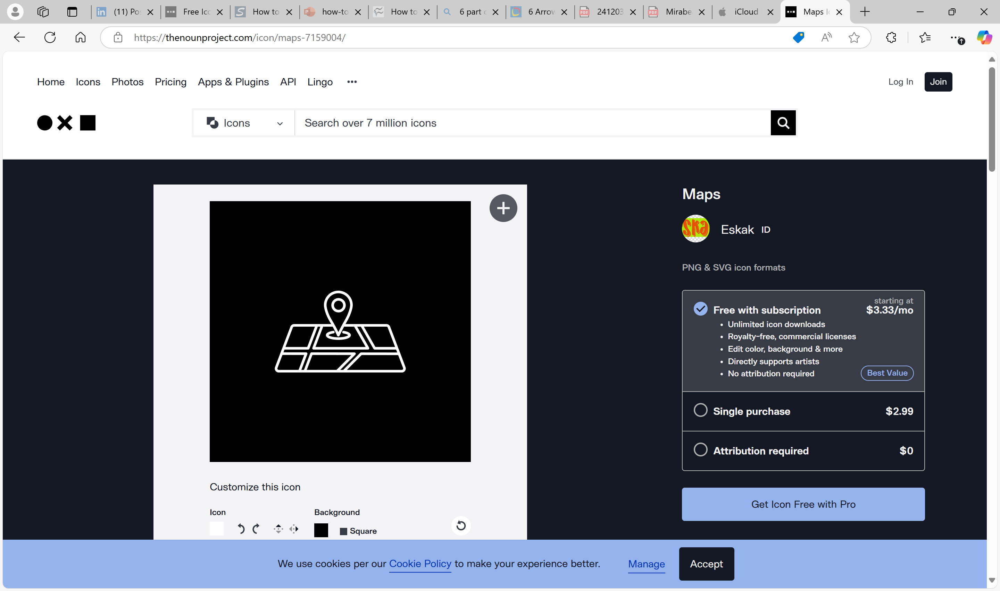 (11) Pos
Free Ico
How to
how-to
How to
6 part
6 Arrow
241203
Mirabe
iCloud
Maps Ic
https://thenounproject.com/icon/maps-7159004/
Home Icons Photos Pricing Apps & Plugins API Lingo •••
Log In
Join
Icons
Search over 7 million icons
Maps
Ska
Eskak ID
PNG & SVG icon formats
starting at
Free with subscription $3.33/mo
• Unlimited icon downloads
• Royalty-free, commercial licenses
• Edit color, background & more
• Directly supports artists
• No attribution required
Best Value
Single purchase $2.99
Attribution required $0
Get Icon Free with Pro
Customize this icon
Icon
Background
Square
We use cookies per our Cookie Policy to make your experience better.
Manage
Accept